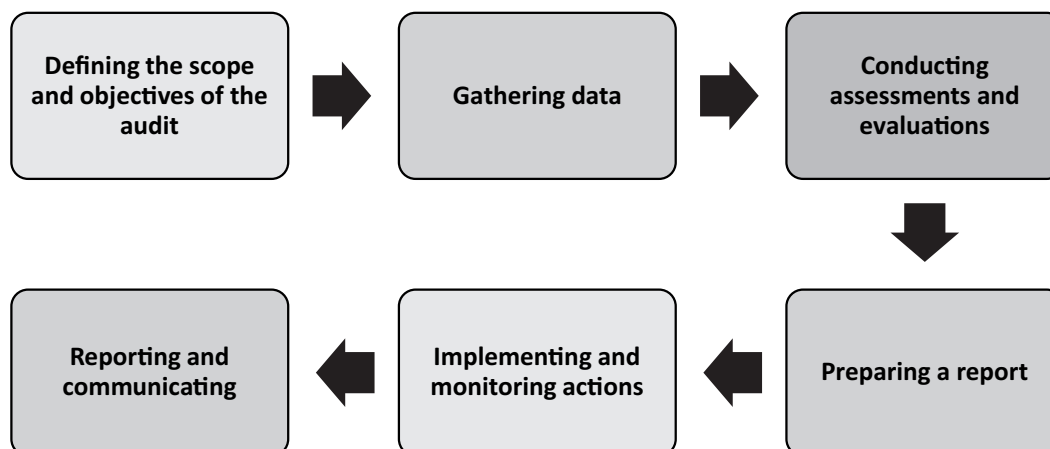 Defining the scope
and objectives of the
audit
Gathering data
Conducting
assessments and
evaluations
Preparing a report
Implementing and
monitoring actions
Reporting and
communicating